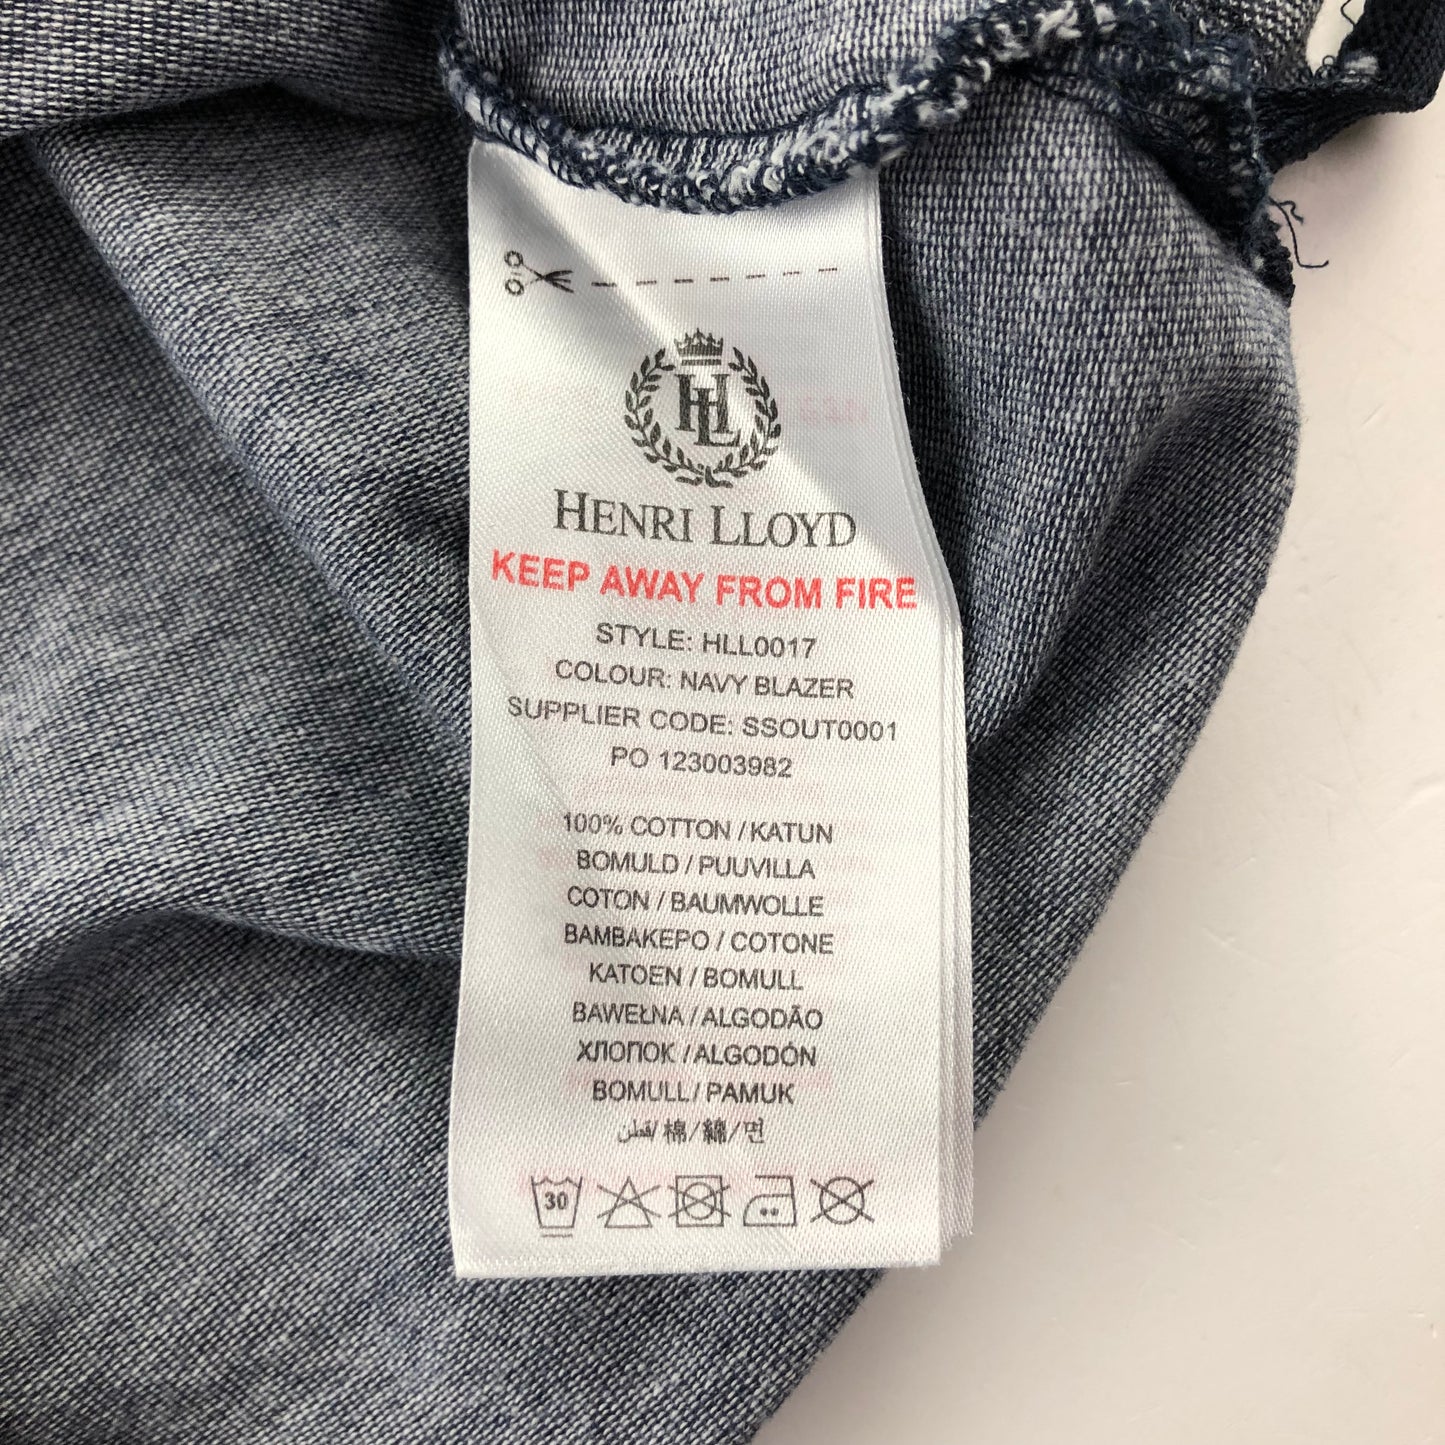 HL
HENRI LLOYD
KEEP AWAY FROM FIRE
STYLE: HLL0017
COLOUR: NAVY BLAZER
SUPPLIER CODE: SSOUT0001
PO 123003982
100% COTTON / KATUN
BOMULD / PUUVILLA
COTON / BAUMWOLLE
ΒΑΜΒΑΚΕΡΟ / COTONE
KATOEN / BOMULL
BAWEŁNA / ALGODÃO
ХЛОПОК / ALGODÓN
BOMULL / PAMUK
قطن/ 棉 / 綿 / 면
30